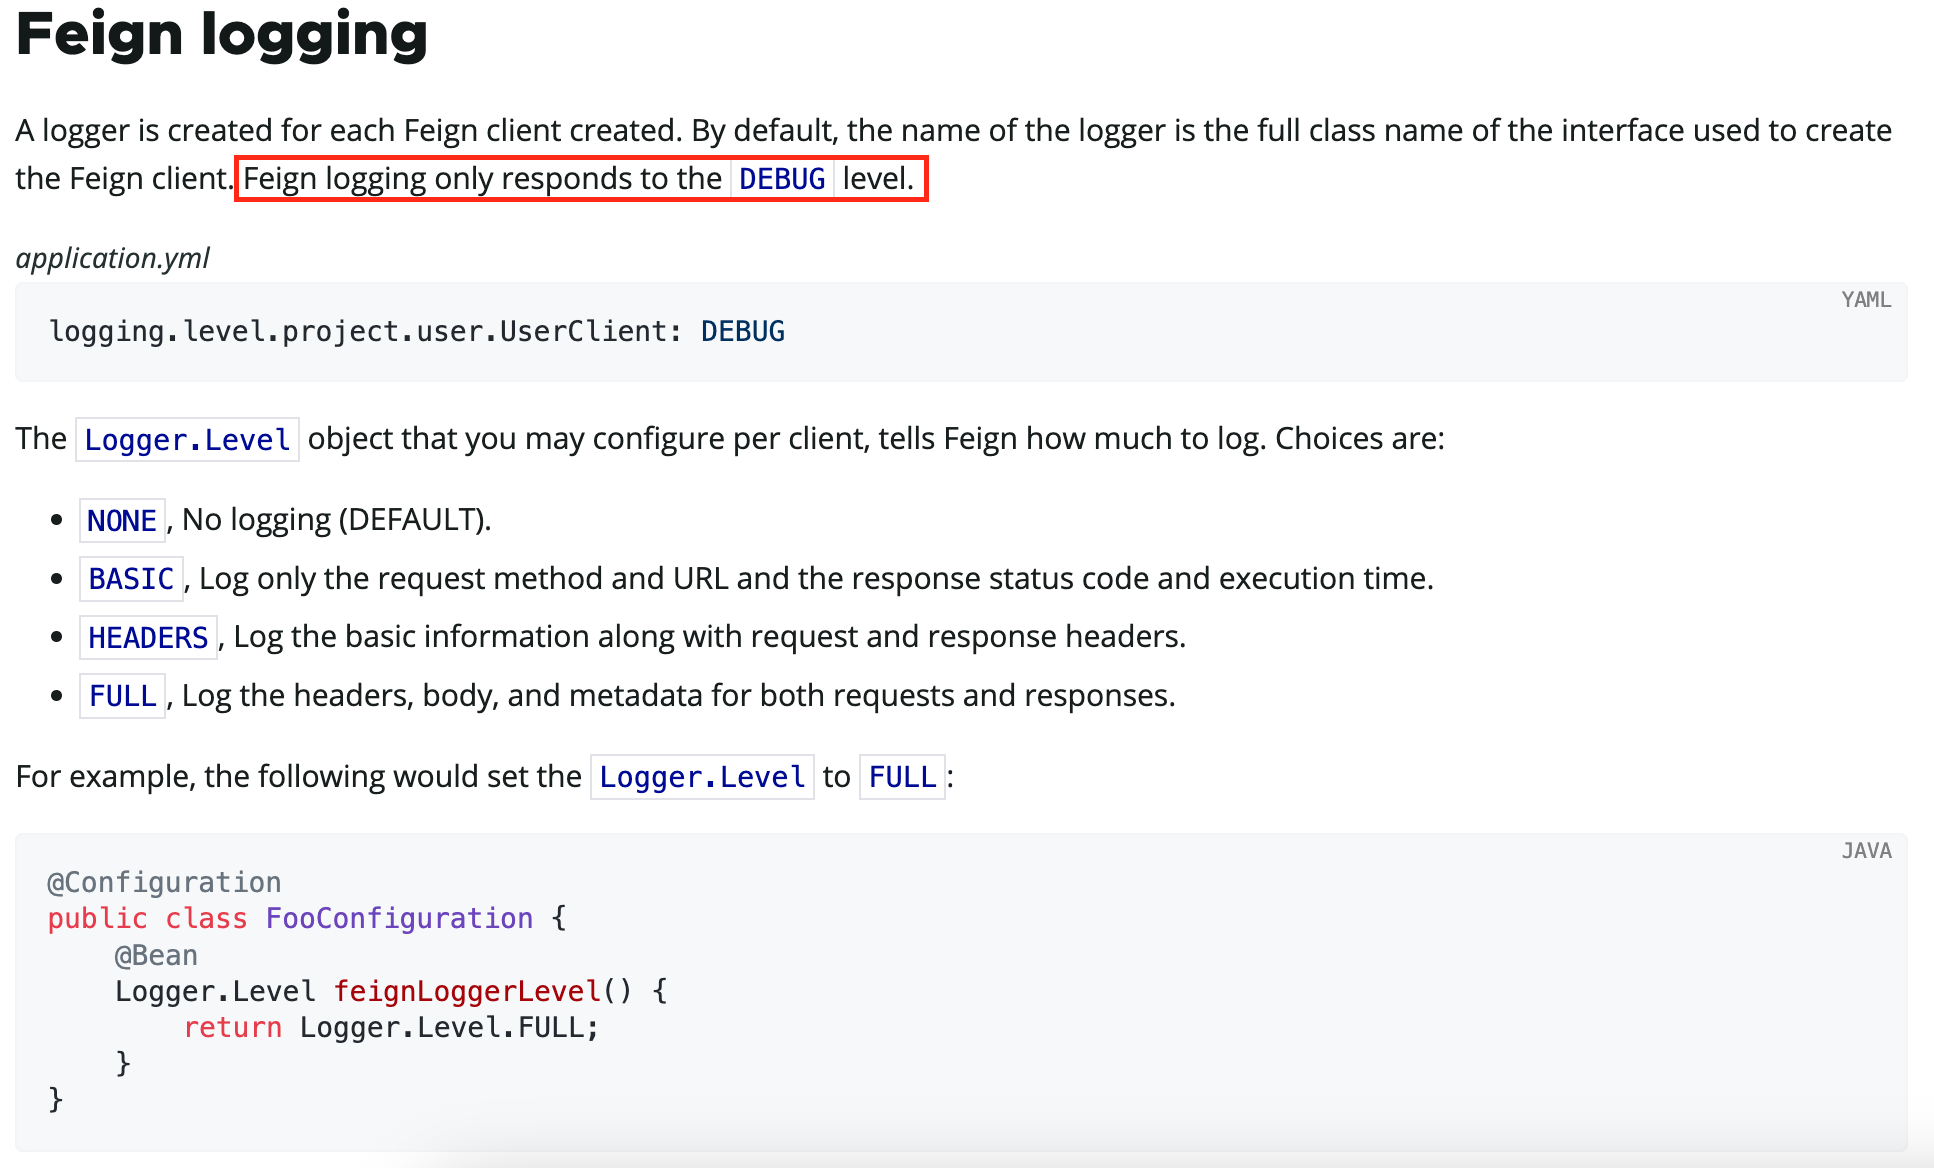 Feign logging
A logger is created for each Feign client created. By default, the name of the logger is the full class name of the interface used to create
the Feign client. Feign logging only responds to the DEBUG level.
application.yml
YAML
logging.level.project.user.UserClient: DEBUG
The Logger.Level object that you may configure per client, tells Feign how much to log. Choices are:
• NONE, No logging (DEFAULT).
• BASIC, Log only the request method and URL and the response status code and execution time.
• HEADERS, Log the basic information along with request and response headers.
• FULL, Log the headers, body, and metadata for both requests and responses.
For example, the following would set the Logger.Level to FULL:
JAVA
@Configuration
public class FooConfiguration {
    @Bean
    Logger.Level feignLoggerLevel() {
        return Logger.Level.FULL;
    }
}